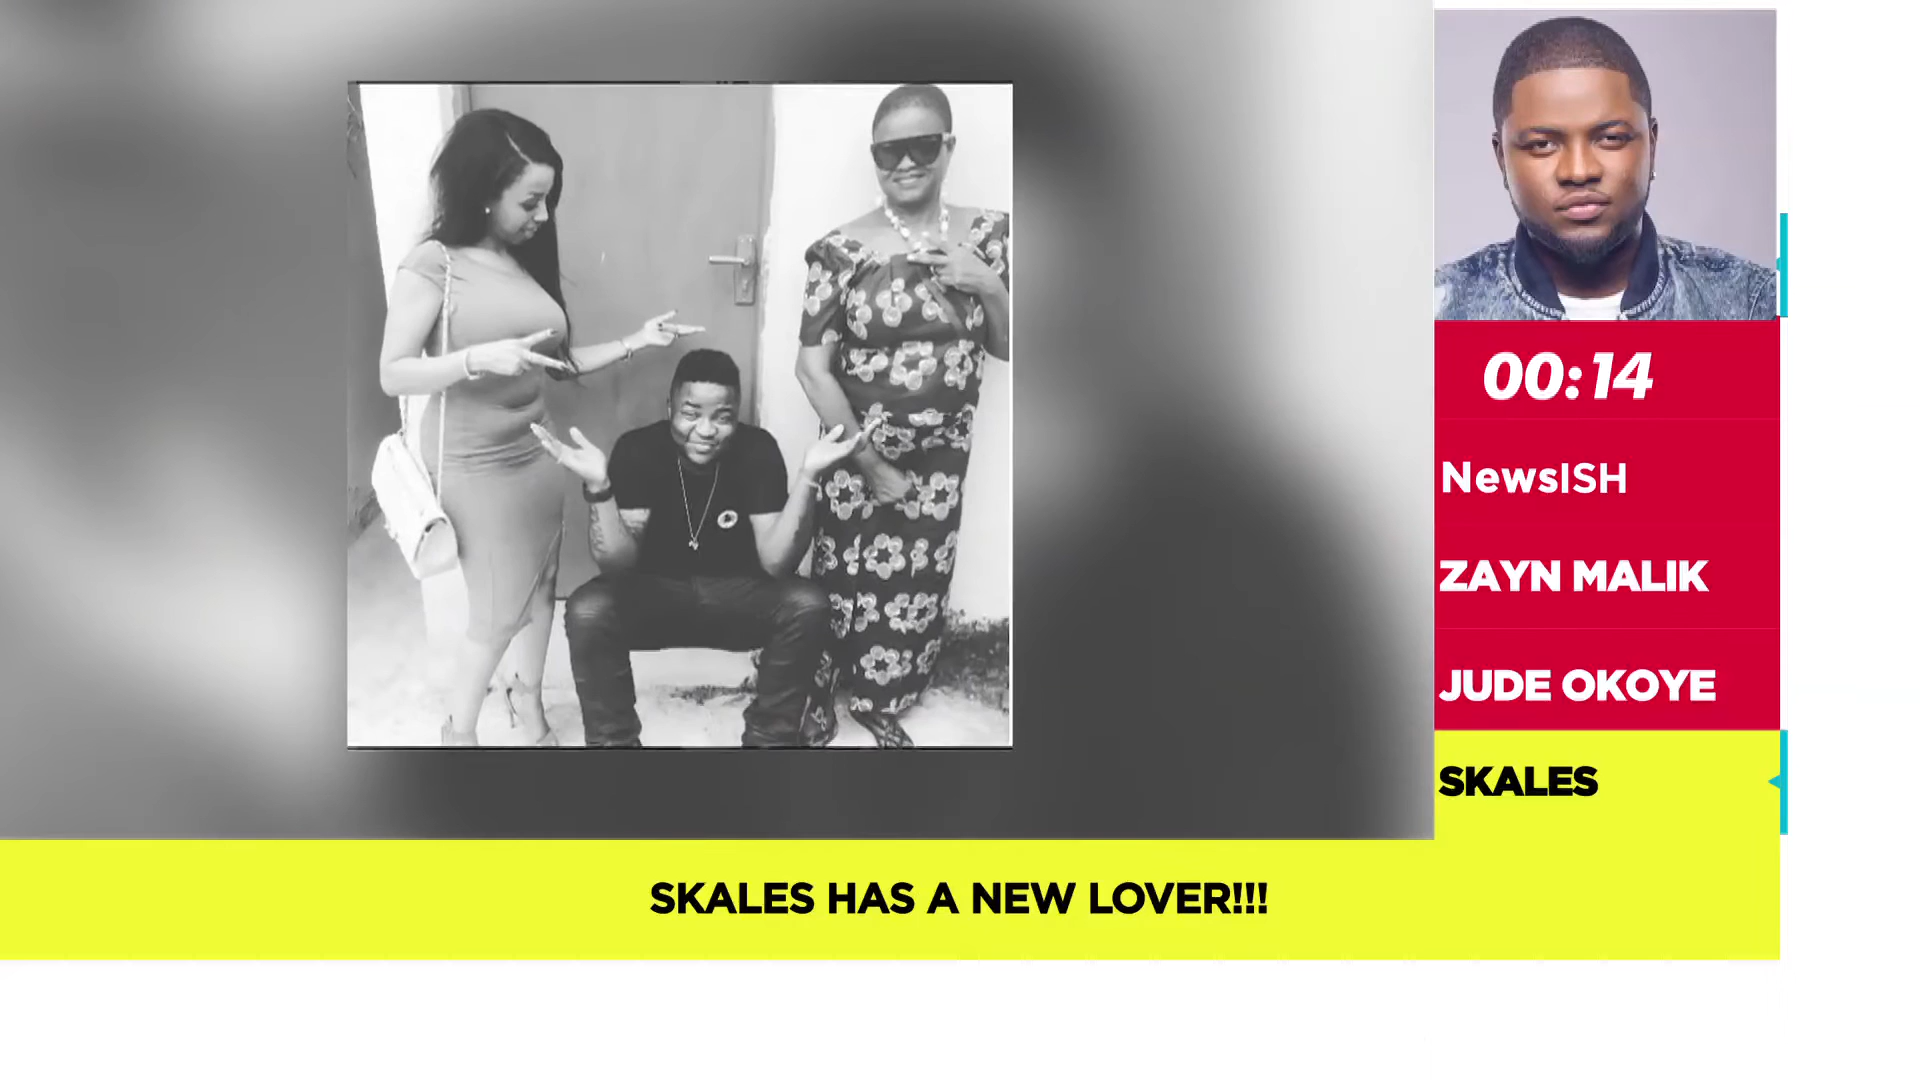 00:14
NewsISH
ZAYN MALIK
JUDE OKOYE
SKALES
SKALES HAS A NEW LOVER!!!